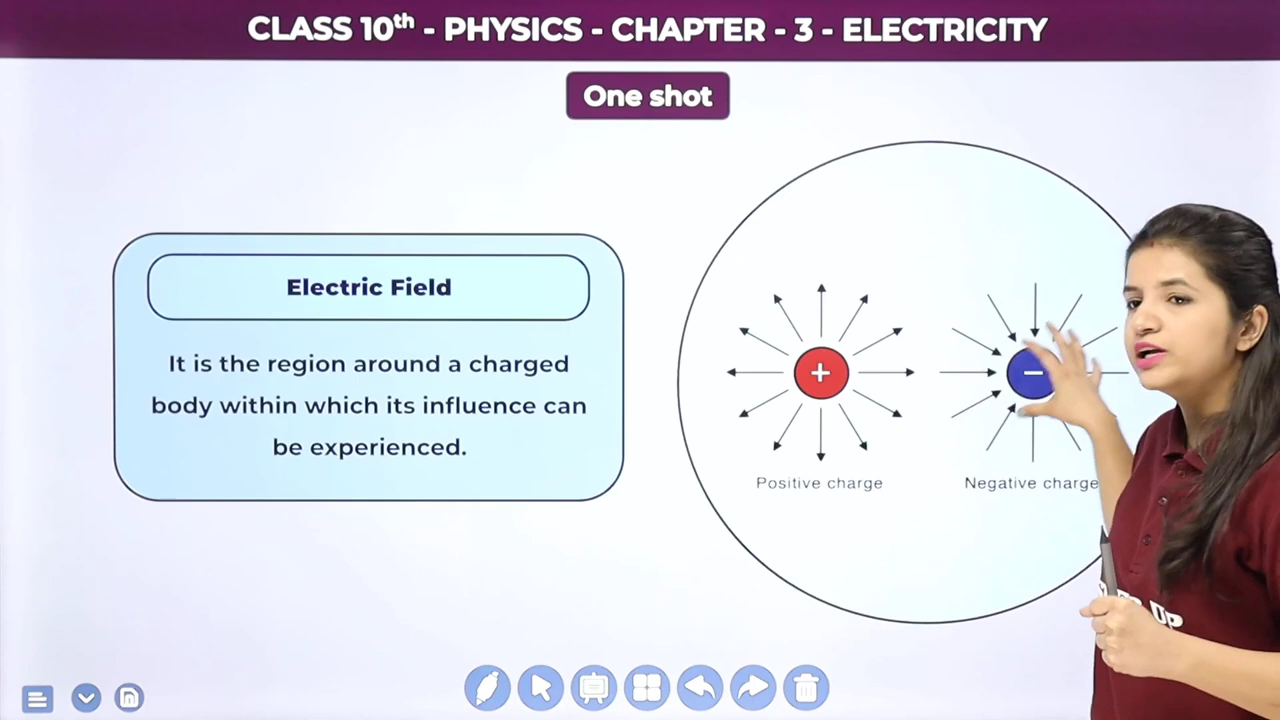 CLASS 10th - PHYSICS - CHAPTER - 3 - ELECTRICITY
One shot
Electric Field
It is the region around a charged
body within which its influence can
be experienced.
+
−
Positive charge
Negative charge
UP